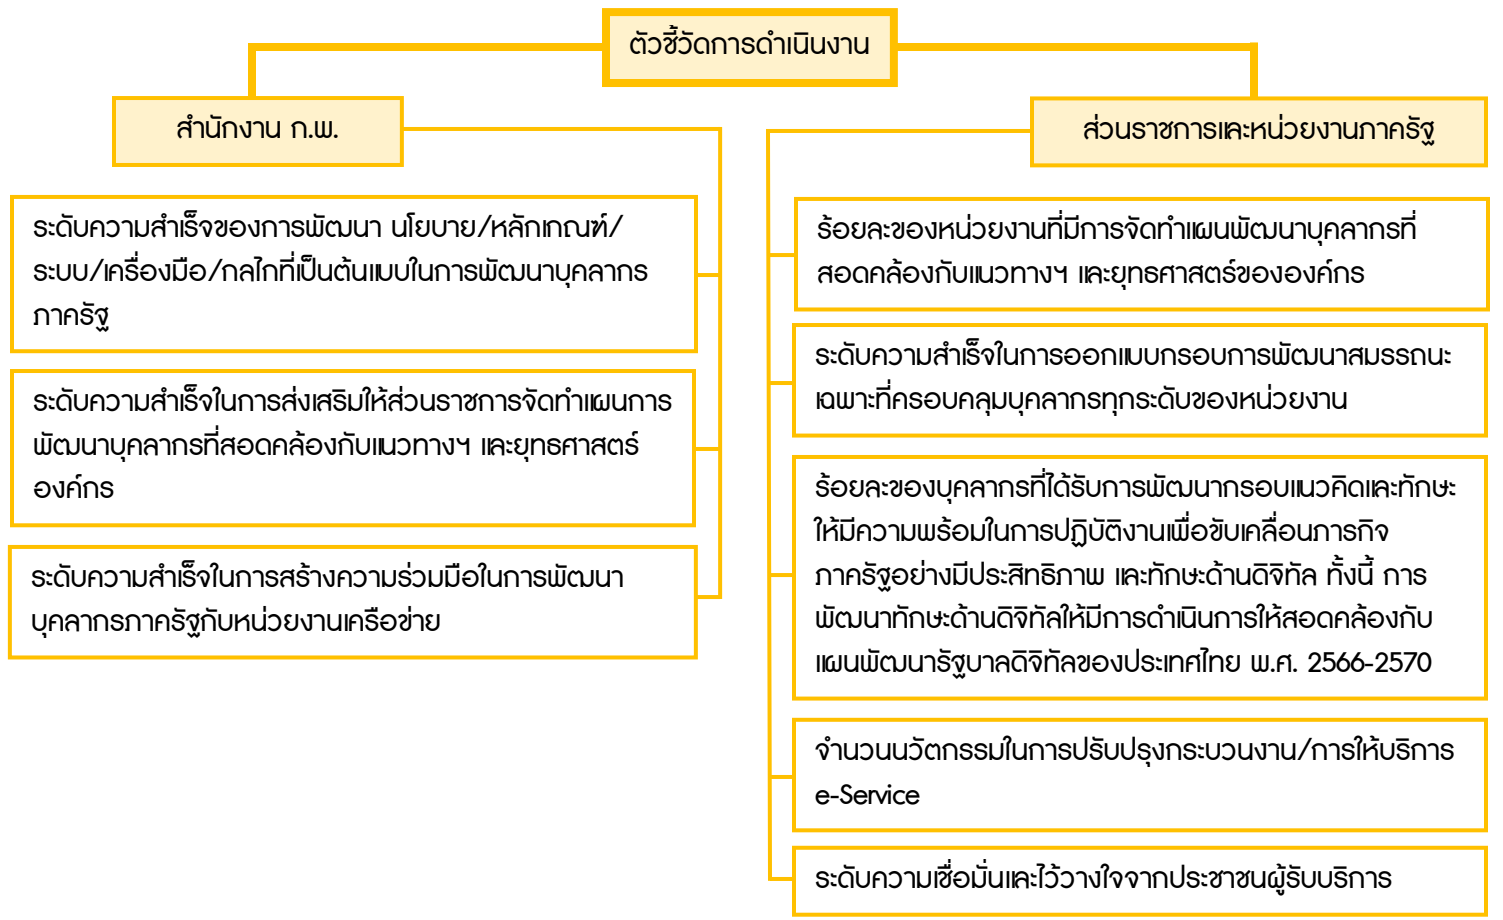 ตัวชี้วัดการดำเนินงาน
สำนักงาน ก.พ.
ระดับความสำเร็จของการพัฒนา นโยบาย/หลักเกณฑ์/
ระบบ/เครื่องมือ/กลไกที่เป็นต้นแบบในการพัฒนาบุคลากร
ภาครัฐ
ระดับความสำเร็จในการส่งเสริมให้ส่วนราชการจัดทำแผนการ
พัฒนาบุคลากรที่สอดคล้องกับแนวทางฯ และยุทธศาสตร์
องค์กร
ระดับความสำเร็จในการสร้างความร่วมมือในการพัฒนา
บุคลากรภาครัฐกับหน่วยงานเครือข่าย
ส่วนราชการและหน่วยงานภาครัฐ
ร้อยละของหน่วยงานที่มีการจัดทำแผนพัฒนาบุคลากรที่
สอดคล้องกับแนวทางฯ และยุทธศาสตร์ขององค์กร
ระดับความสำเร็จในการออกแบบกรอบการพัฒนาสมรรถนะ
เฉพาะที่ครอบคลุมบุคลากรทุกระดับของหน่วยงาน
ร้อยละของบุคลากรที่ได้รับการพัฒนากรอบแนวคิดและทักษะ
ให้มีความพร้อมในการปฏิบัติงานเพื่อขับเคลื่อนภารกิจ
ภาครัฐอย่างมีประสิทธิภาพ และทักษะด้านดิจิทัล ทั้งนี้ การ
พัฒนาทักษะด้านดิจิทัลให้มีการดำเนินการให้สอดคล้องกับ
แผนพัฒนารัฐบาลดิจิทัลของประเทศไทย พ.ศ. 2566-2570
จำนวนนวัตกรรมในการปรับปรุงกระบวนงาน/การให้บริการ
e-Service
ระดับความเชื่อมั่นและไว้วางใจจากประชาชนผู้รับบริการ